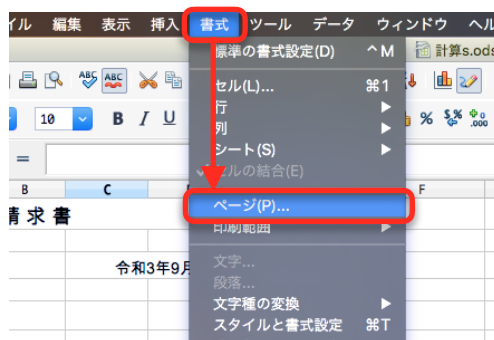 イル 編集 表示 挿入 書式 ツール データ ウィンドウ ヘル
標準の書式設定(D) ^M
計算s.ods
ABC ABC
セル(L)... ⌘1
10 B I U
行
% $% .000
列
=
シート(S)
✓セルの結合(E)
B C F
ページ(P)...
請求書
印刷範囲
文字...
令和3年9月
段落...
文字種の変換
スタイルと書式設定 ⌘T